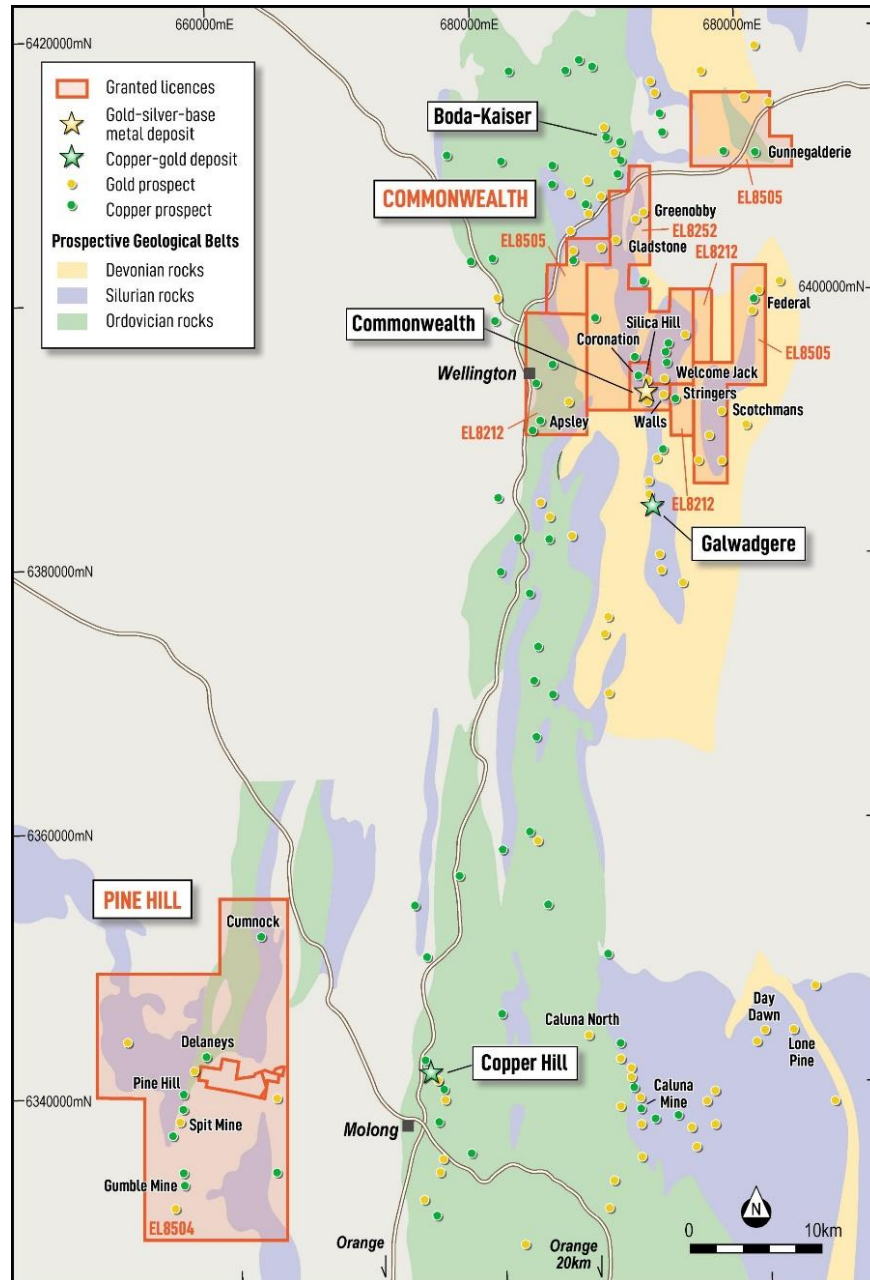 660000mE
680000mE
680000mE
6420000mN
Granted licences
Gold-silver-base
metal deposit
Copper-gold deposit
Gold prospect
Copper prospect
Prospective Geological Belts
Devonian rocks
Silurian rocks
Ordovician rocks
Boda-Kaiser
Gunnegalderie
EL8505
COMMONWEALTH
Greenobby
EL8252
Gladstone
EL8212
EL8505
6400000mN
Federal
Commonwealth
Silica Hill
Coronation
EL8505
Wellington
Welcome Jack
Stringers
Walls
Scotchmans
Apsley
EL8212
EL8212
Galwadgere
6380000mN
6360000mN
PINE HILL
Cumnock
Day
Dawn
Lone
Pine
Caluna North
Delaneys
Copper Hill
Pine Hill
Caluna
Mine
6340000mN
Spit Mine
Molong
Gumble Mine
EL8504
Orange
Orange
20km
N
0
10km